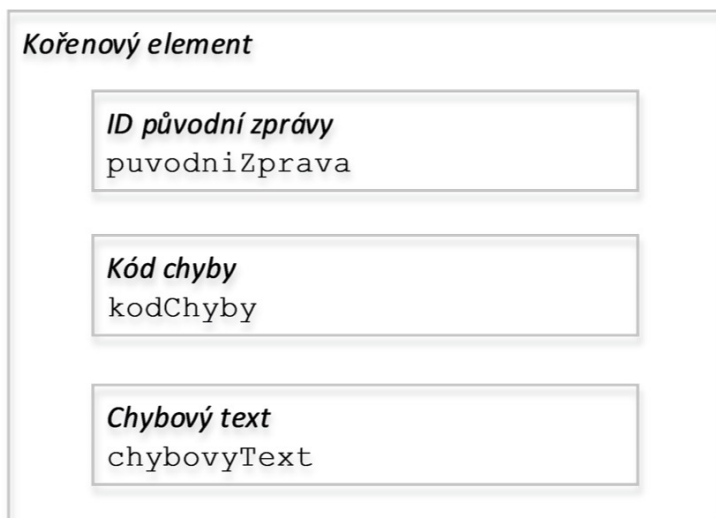 Kořenový element
ID původní zprávy
puvodniZprava
Kód chyby
kodChyby
Chybový text
chybovyText